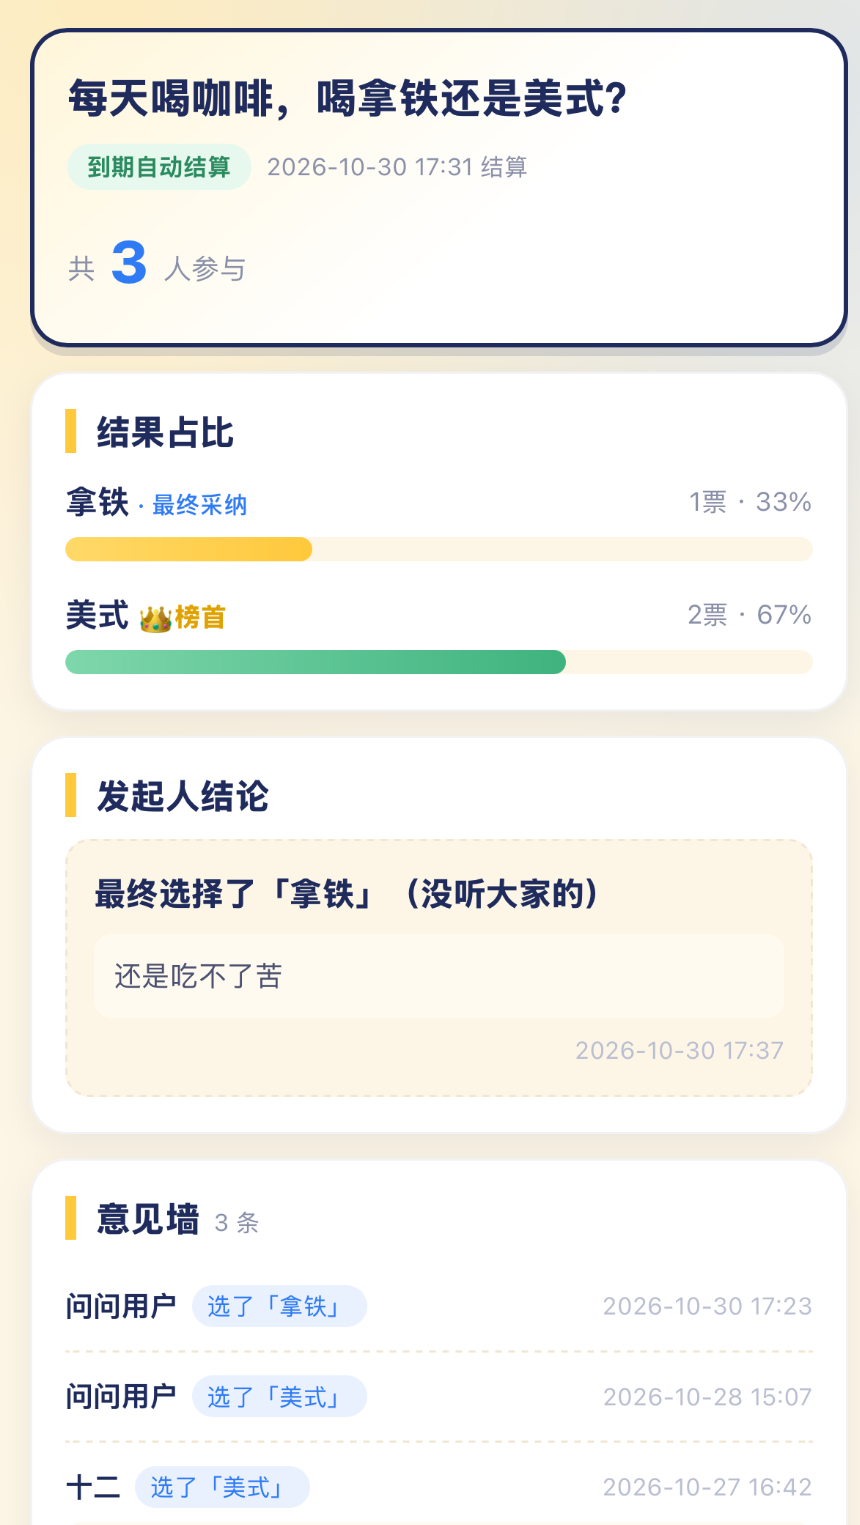 每天喝咖啡，喝拿铁还是美式?
到期自动结算 2026-10-30 17:31 结算
共 3 人参与
结果占比
拿铁 · 最终采纳 1票 · 33%
美式 👑榜首 2票 · 67%
发起人结论
最终选择了「拿铁」（没听大家的）
还是吃不了苦
2026-10-30 17:37
意见墙 3 条
问问用户 选了「拿铁」 2026-10-30 17:23
问问用户 选了「美式」 2026-10-28 15:07
十二 选了「美式」 2026-10-27 16:42